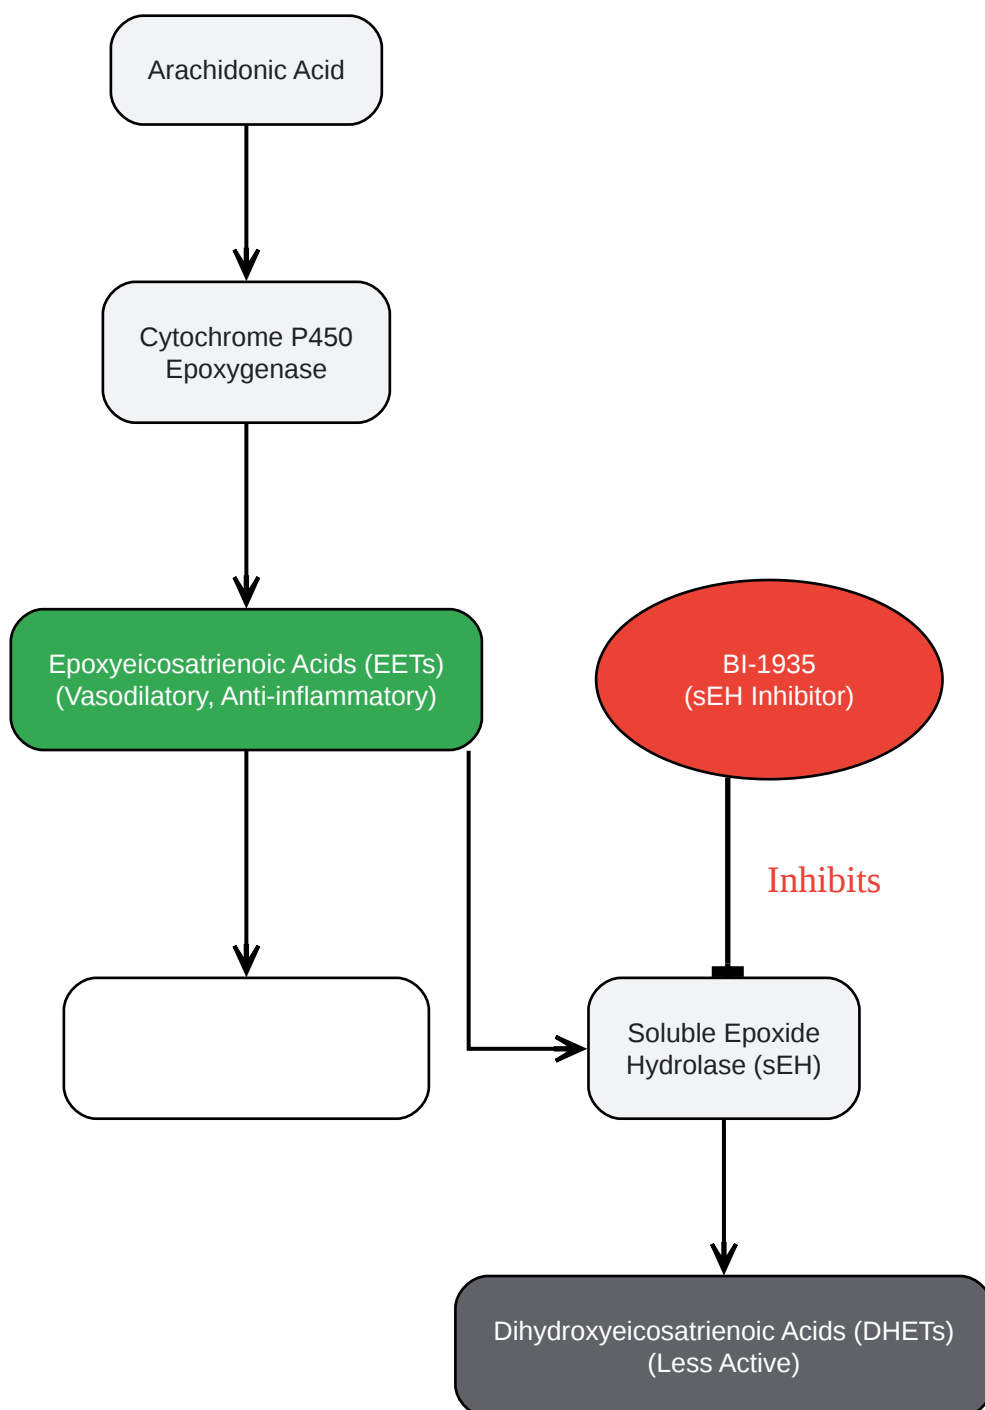 Arachidonic Acid
Cytochrome P450
Epoxygenase
Epoxyeicosatrienoic Acids (EETs)
(Vasodilatory, Anti-inflammatory)
BI-1935
(sEH Inhibitor)
Inhibits
Soluble Epoxide
Hydrolase (sEH)
Dihydroxyeicosatrienoic Acids (DHETs)
(Less Active)